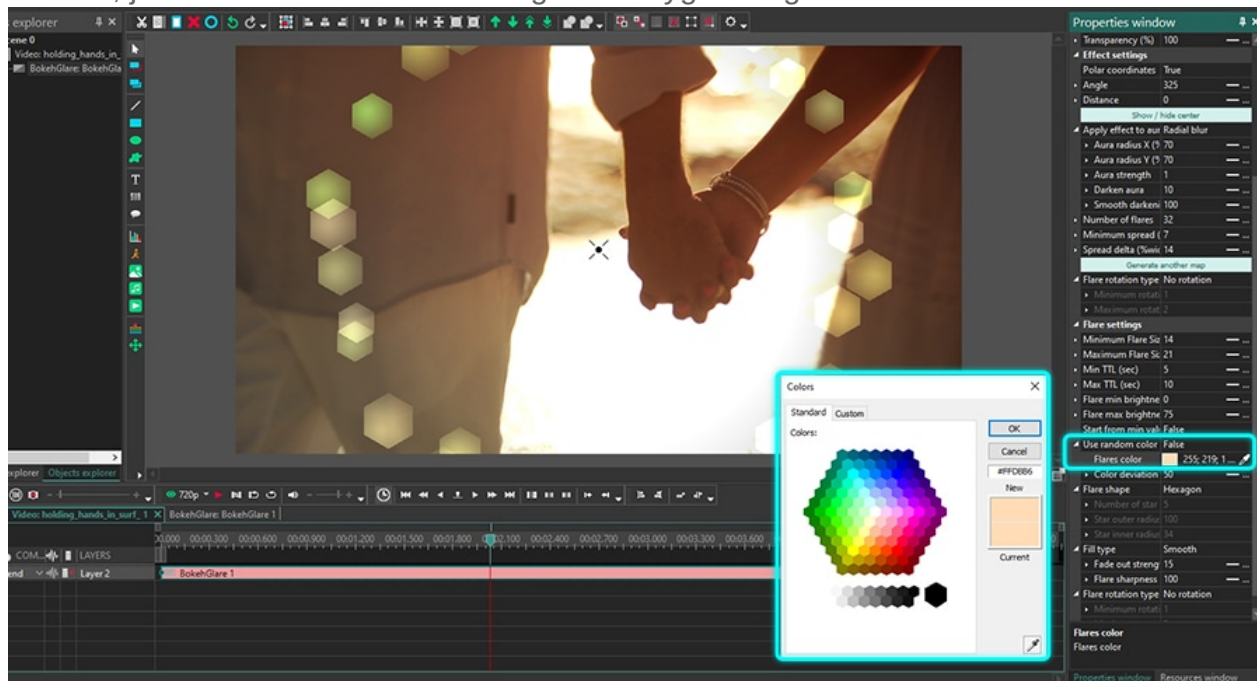 explorer
Scene 0
Video: holding_hands_in_
BokehGlare: BokehGla
T
explorer Objects explorer
720p
Video: holding_hands_in_surf_1 BokehGlare: BokehGlare 1
00:00.300 00:00.600 00:00.900 00:01.200 00:01.500 00:01.800 00:02.400 00:02.700 00:03.000 00:03.300 00:03.600
COM... LAYERS
end Layer 2 BokehGlare 1
Colors
Standard Custom
Colors:
OK
Cancel
#FFDBB6
New
Current
Properties window
Transparency (%) 100
Effect settings
Polar coordinates True
Angle 325
Distance 0
Show / hide center
Apply effect to aur Radial blur
Aura radius X (% 70
Aura radius Y (% 70
Aura strength 1
Darken aura 10
Smooth darkeni 100
Number of flares 32
Minimum spread ( 7
Spread delta (%wic 14
Generate another map
Flare rotation type No rotation
Minimum rotati 1
Maximum rotat 2
Flare settings
Minimum Flare Siz 14
Maximum Flare Si: 21
Min TTL (sec) 5
Max TTL (sec) 10
Flare min brightne 0
Flare max brightne 75
Start from min valu False
Use random color False
Flares color 255; 219; 1 ...
Color deviation 50
Flare shape Hexagon
Number of star 5
Star outer radius 100
Star inner radius 34
Fill type Smooth
Fade out streng 15
Flare sharpness 100
Flare rotation type No rotation
Minimum rotati 1
Flares color
Flares color
Properties window Resources window